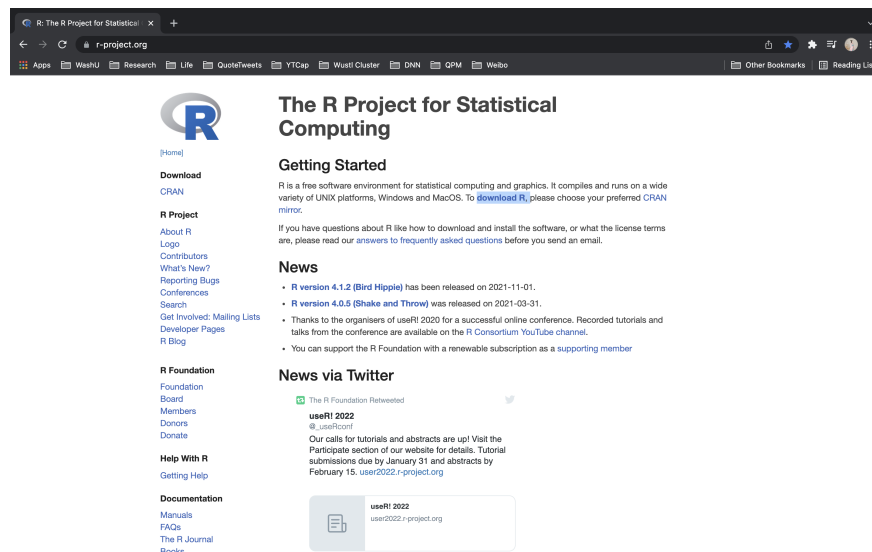 R: The R Project for Statistical
r-project.org
Apps WashU Research Life QuoteTweets YTCap Wustl Cluster DNN QPM Weibo Other Bookmarks Reading Lis
R
[Home]
Download
CRAN
R Project
About R
Logo
Contributors
What's New?
Reporting Bugs
Conferences
Search
Get Involved: Mailing Lists
Developer Pages
R Blog
R Foundation
Foundation
Board
Members
Donors
Donate
Help With R
Getting Help
Documentation
Manuals
FAQs
The R Journal
Books
The R Project for Statistical
Computing
Getting Started
R is a free software environment for statistical computing and graphics. It compiles and runs on a wide
variety of UNIX platforms, Windows and MacOS. To download R, please choose your preferred CRAN
mirror.
If you have questions about R like how to download and install the software, or what the license terms
are, please read our answers to frequently asked questions before you send an email.
News
• R version 4.1.2 (Bird Hippie) has been released on 2021-11-01.
• R version 4.0.5 (Shake and Throw) was released on 2021-03-31.
• Thanks to the organisers of useR! 2020 for a successful online conference. Recorded tutorials and
talks from the conference are available on the R Consortium YouTube channel.
• You can support the R Foundation with a renewable subscription as a supporting member
News via Twitter
The R Foundation Retweeted
useR! 2022
@_useRconf
Our calls for tutorials and abstracts are up! Visit the
Participate section of our website for details. Tutorial
submissions due by January 31 and abstracts by
February 15. user2022.r-project.org
useR! 2022
user2022.r-project.org